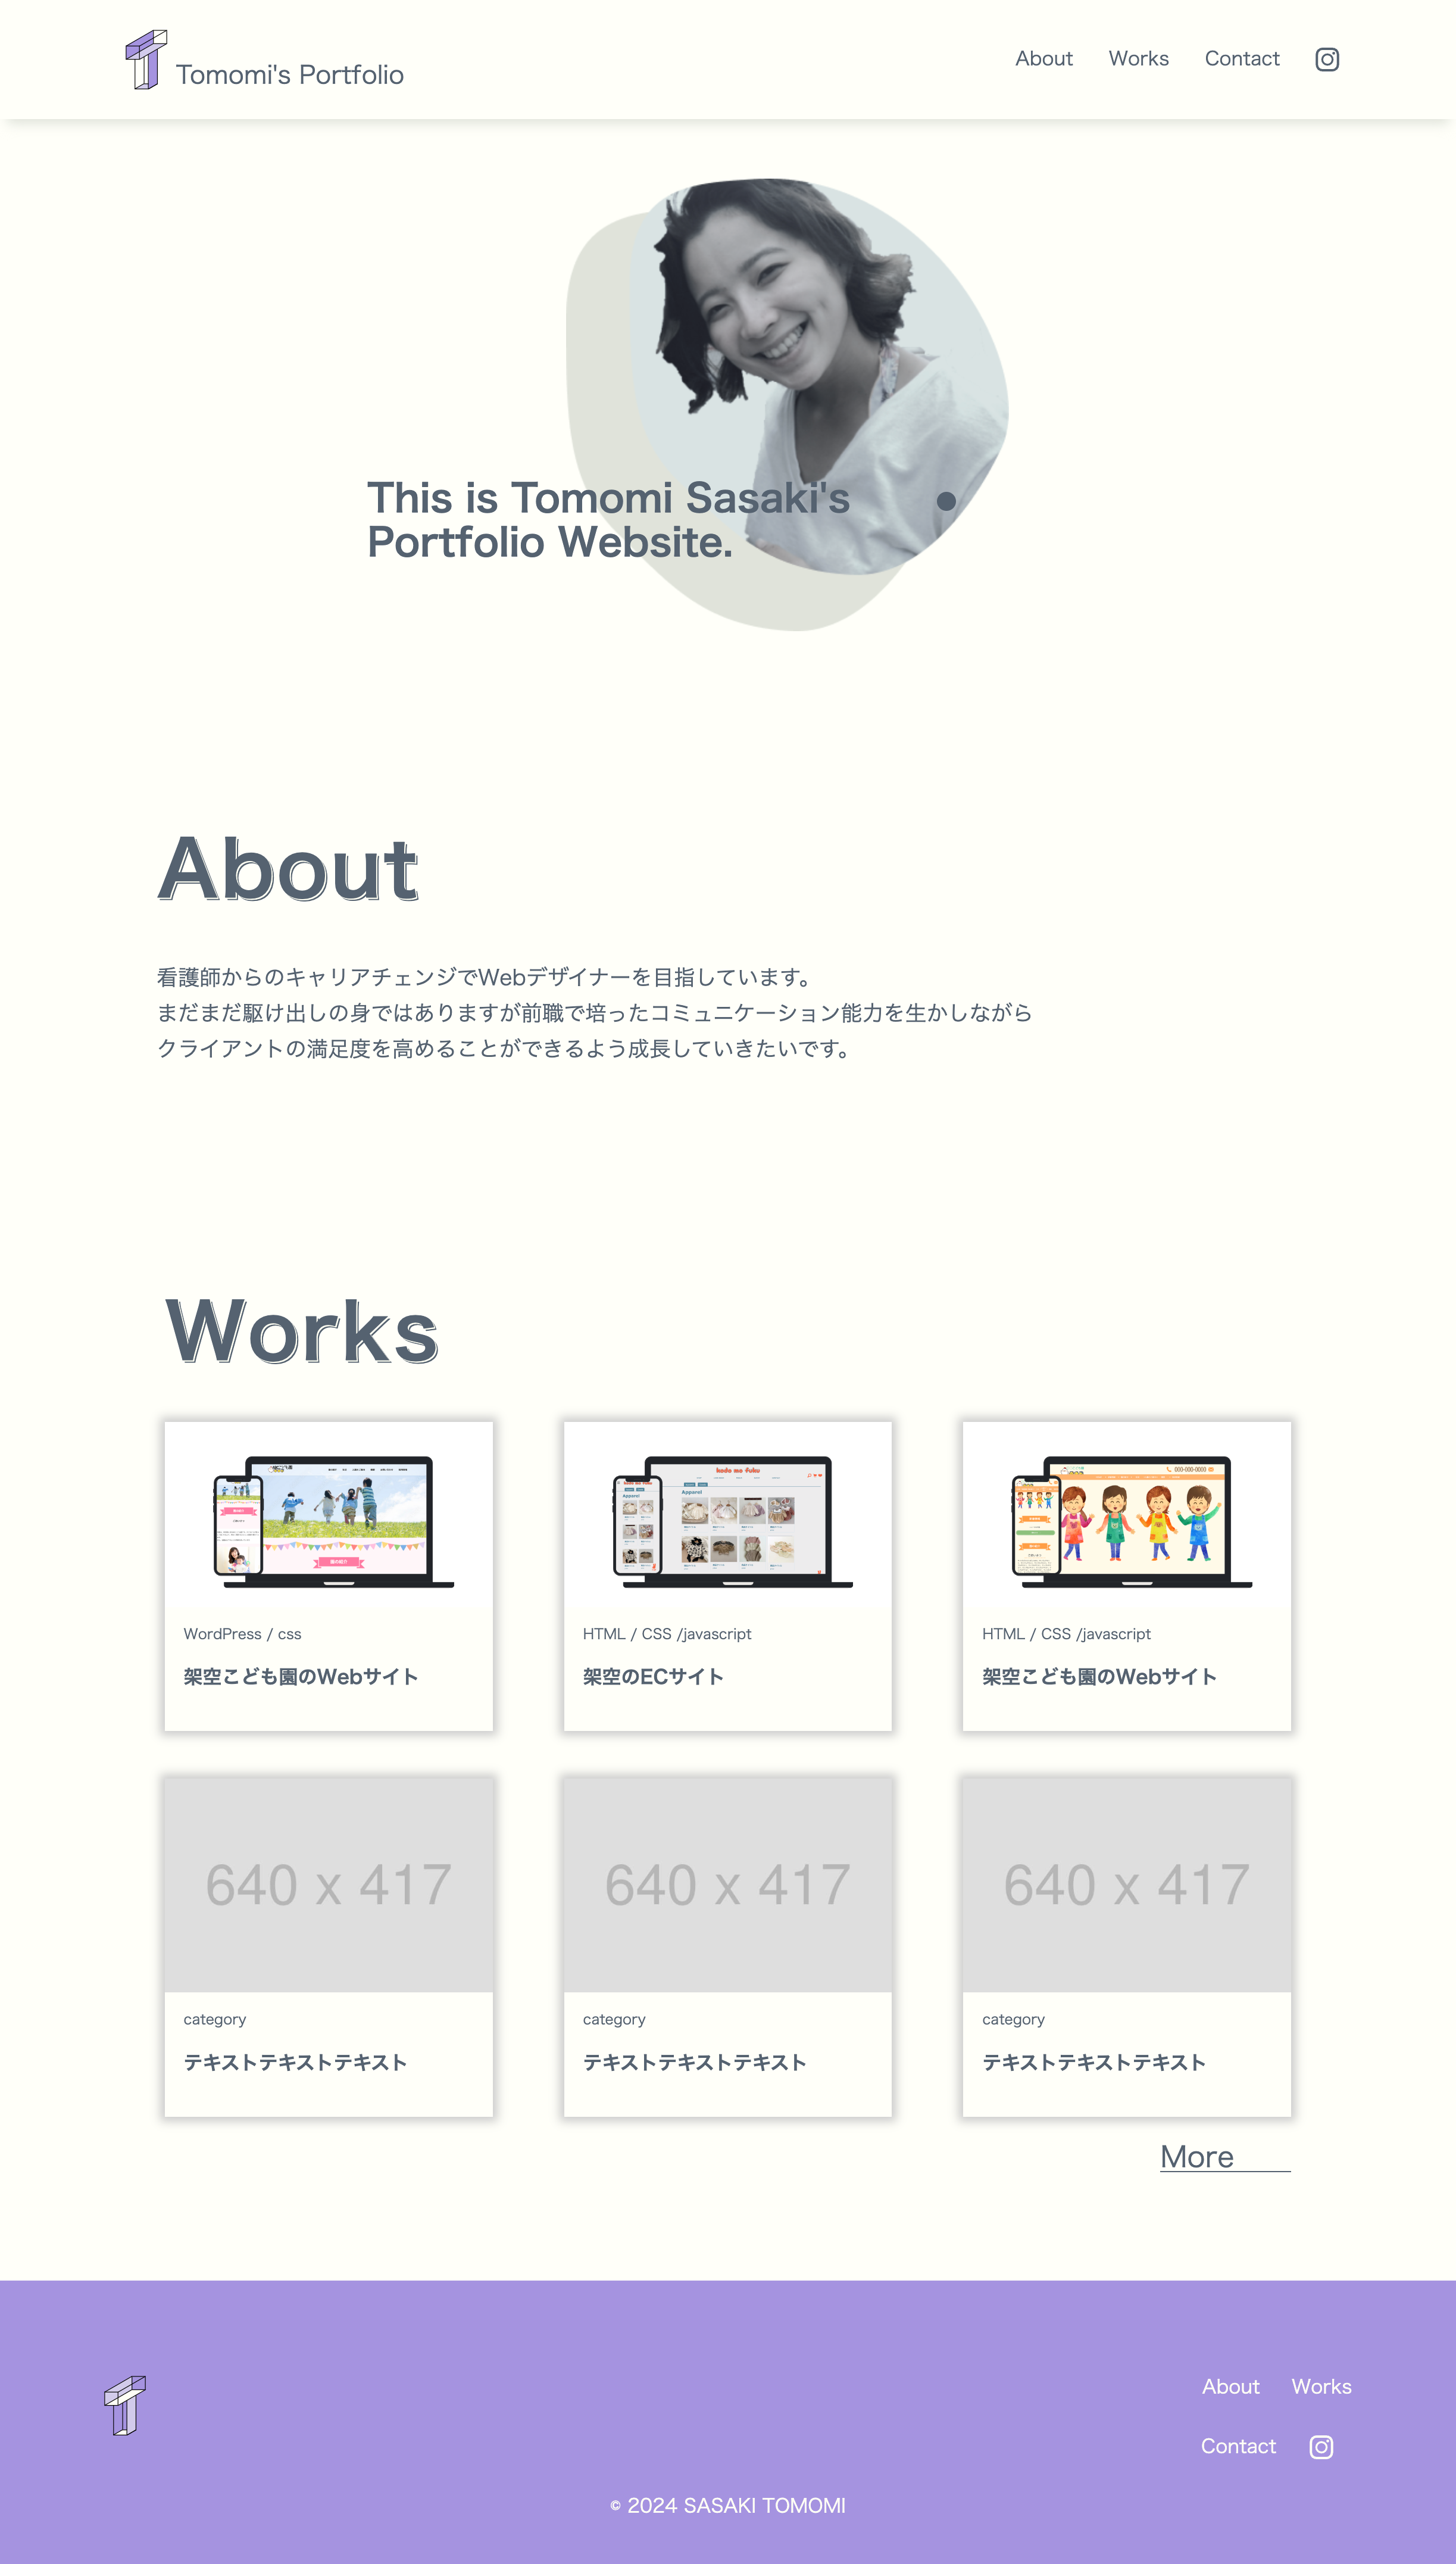 Tomomi's Portfolio
About
Works
Contact
This is Tomomi Sasaki's
Portfolio Website.
About
看護師からのキャリアチェンジでWebデザイナーを目指しています。
まだまだ駆け出しの身ではありますが前職で培ったコミュニケーション能力を生かしながら
クライアントの満足度を高めることができるよう成長していきたいです。
Works
園の紹介
WordPress / css
架空こども園のWebサイト
kodo mo fuku
Apparel
HTML / CSS /javascript
架空のECサイト
000-000-0000
HTML / CSS /javascript
架空こども園のWebサイト
640 x 417
category
テキストテキストテキスト
640 x 417
category
テキストテキストテキスト
640 x 417
category
テキストテキストテキスト
More
About
Works
Contact
© 2024 SASAKI TOMOMI